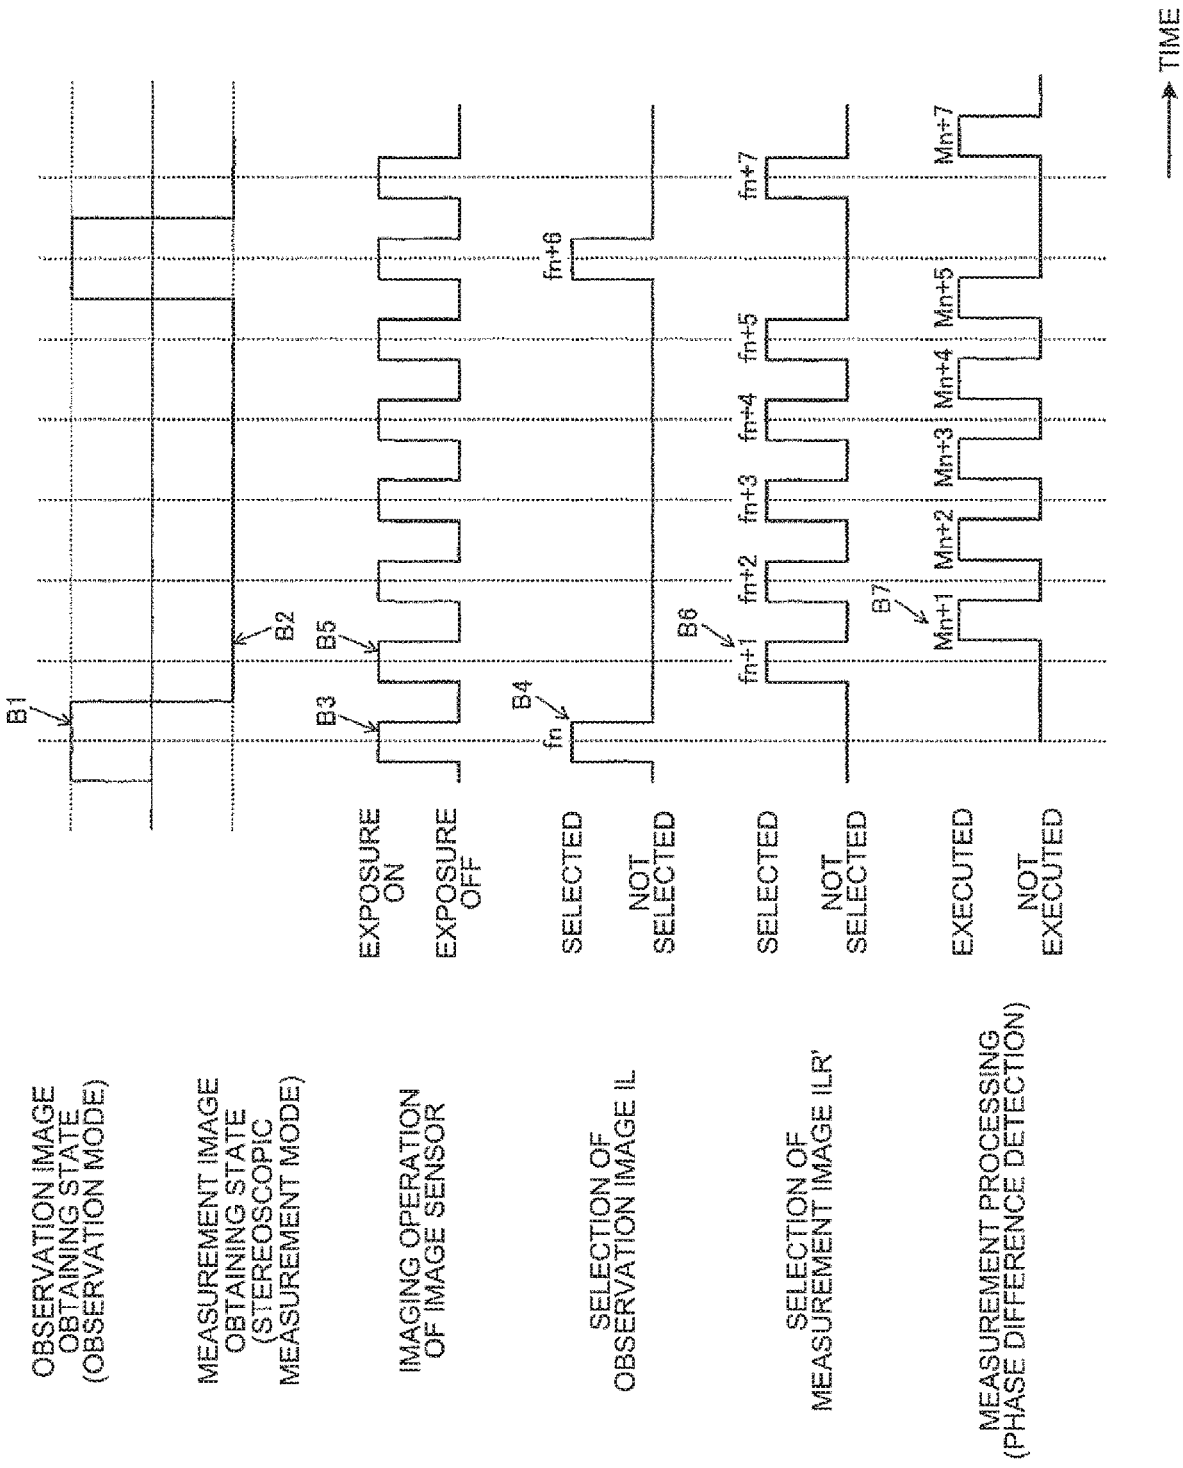 OBSERVATION IMAGE
OBTAINING STATE
(OBSERVATION MODE)
B1
MEASUREMENT IMAGE
OBTAINING STATE
(STEREOSCOPIC
MEASUREMENT MODE)
B2
IMAGING OPERATION
OF IMAGE SENSOR
EXPOSURE
ON
EXPOSURE
OFF
B3
B5
SELECTION OF
OBSERVATION IMAGE IL
SELECTED
NOT
SELECTED
B4
fn
fn+6
SELECTION OF
MEASUREMENT IMAGE ILR'
SELECTED
NOT
SELECTED
B6
fn+1
fn+2
fn+3
fn+4
fn+5
fn+7
MEASUREMENT PROCESSING
(PHASE DIFFERENCE DETECTION)
EXECUTED
NOT
EXECUTED
B7
Mn+1
Mn+2
Mn+3
Mn+4
Mn+5
Mn+7
TIME